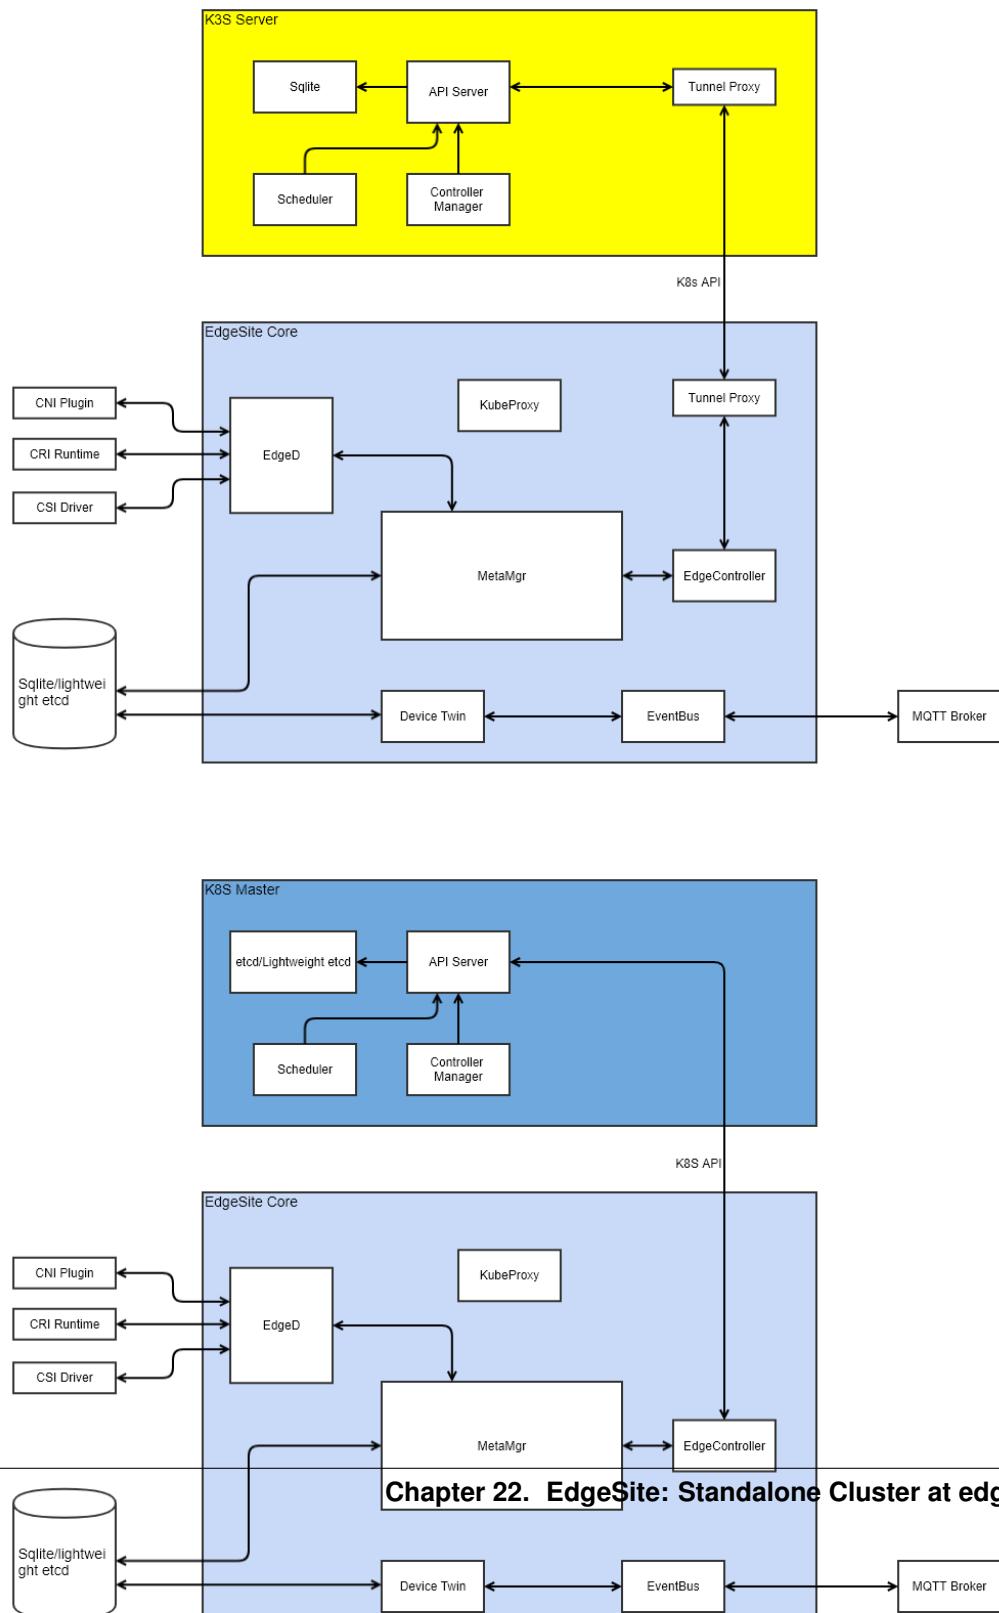 K3S Server
Sqlite
API Server
Tunnel Proxy
Scheduler
Controller
Manager
K8s API
EdgeSite Core
CNI Plugin
KubeProxy
Tunnel Proxy
CRI Runtime
EdgeD
CSI Driver
MetaMgr
EdgeController
Sqlite/lightwei
ght etcd
Device Twin
EventBus
MQTT Broker
K8S Master
etcd/Lightweight etcd
API Server
Scheduler
Controller
Manager
K8S API
EdgeSite Core
CNI Plugin
KubeProxy
CRI Runtime
EdgeD
CSI Driver
MetaMgr
EdgeController
Chapter 22. EdgeSite: Standalone Cluster at edg
Sqlite/lightwei
ght etcd
Device Twin
EventBus
MQTT Broker